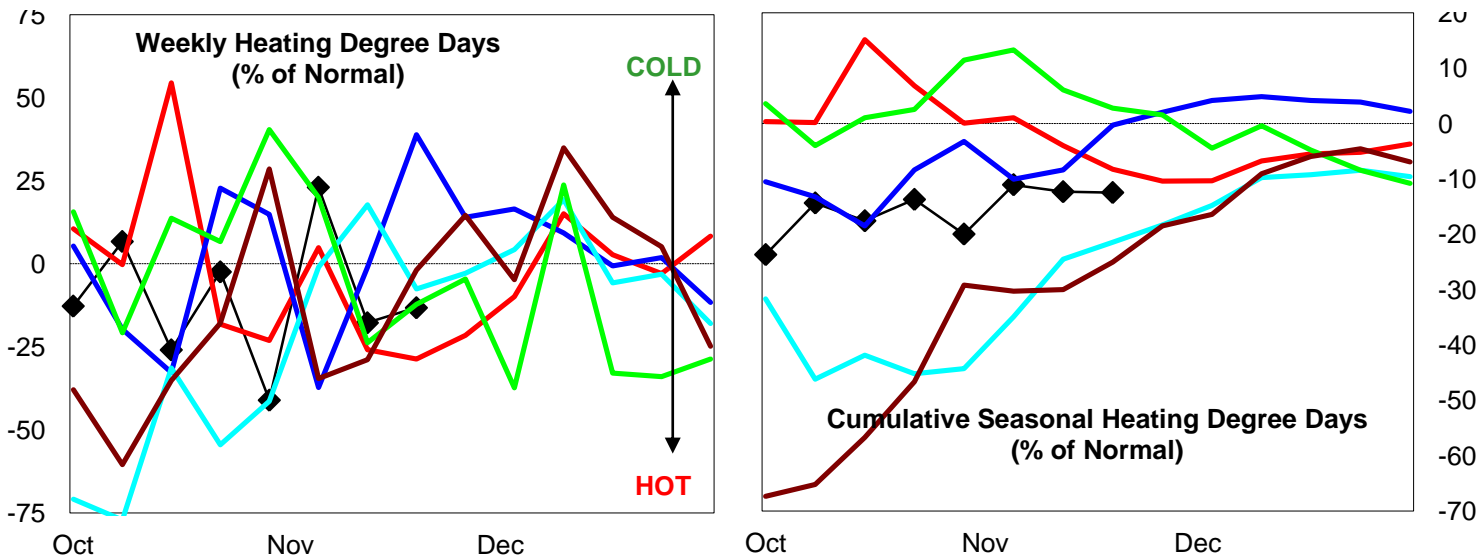 75
50
25
0
-25
-50
-75
Weekly Heating Degree Days
(% of Normal)
COLD
HOT
Oct
Nov
Dec
20
10
0
-10
-20
-30
-40
-50
-60
-70
Cumulative Seasonal Heating Degree Days
(% of Normal)
Oct
Nov
Dec